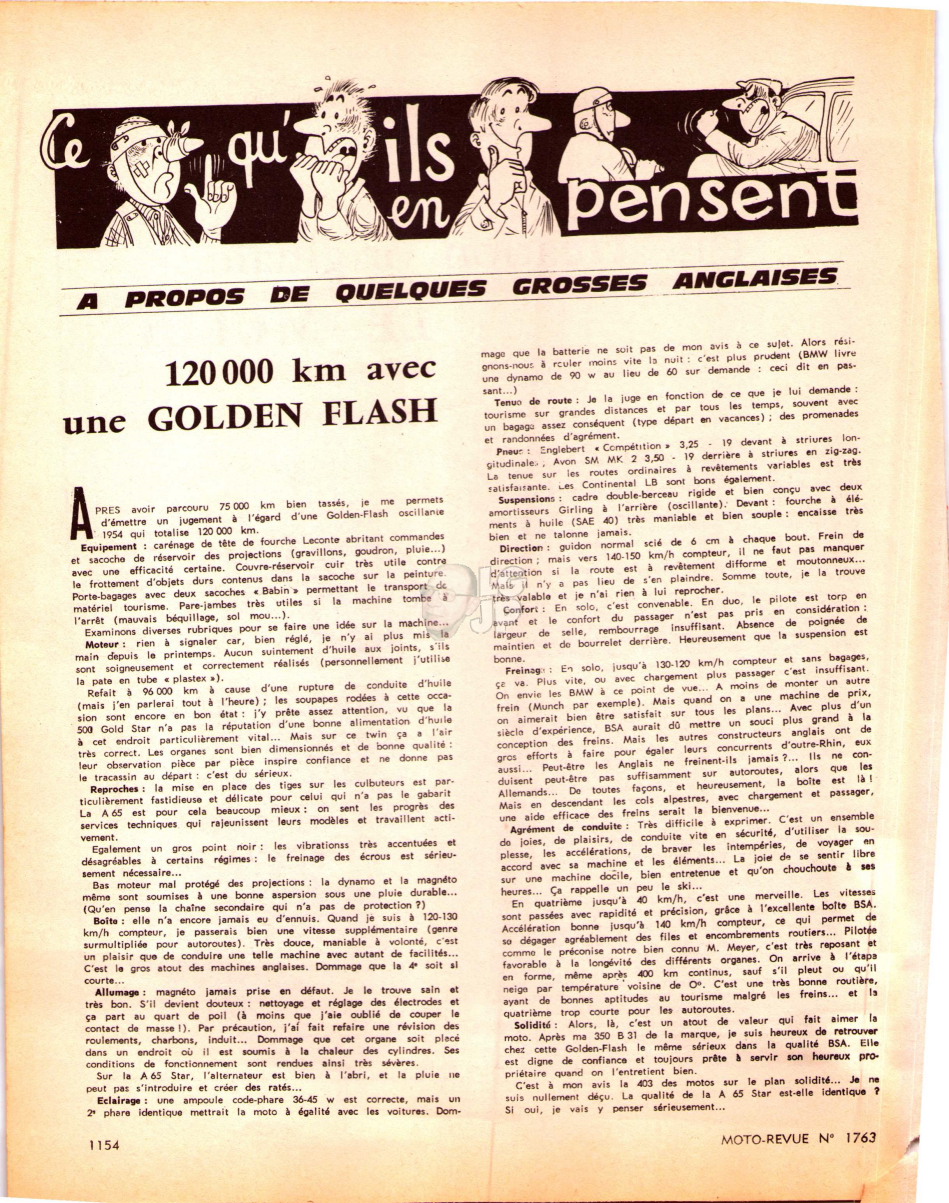 Ce qu'ils en pensent
A PROPOS DE QUELQUES GROSSES ANGLAISES
120 000 km avec
une GOLDEN FLASH
APRES avoir parcouru 75 000 km bien tassés, je me permets
d'émettre un jugement à l'égard d'une Golden-Flash oscillante
1954 qui totalise 120 000 km.
Equipement : carénage de tête de fourche Leconte abritant commandes
et sacoche de réservoir des projections (gravillons, goudron, pluie...)
avec une efficacité certaine. Couvre-réservoir cuir très utile contre
le frottement d'objets durs contenus dans la sacoche sur la peinture.
Porte-bagages avec deux sacoches « Babin » permettant le transport de
matériel tourisme. Pare-jambes très utiles si la machine tombe à
l'arrêt (mauvais béquillage, sol mou...).
Examinons diverses rubriques pour se faire une idée sur la machine...
Moteur : rien à signaler car, bien réglé, je n'y ai plus mis la
main depuis le printemps. Aucun suintement d'huile aux joints, s'ils
sont soigneusement et correctement réalisés (personnellement j'utilise
la pate en tube « plastex »).
Refait à 96 000 km à cause d'une rupture de conduite d'huile
(mais j'en parlerai tout à l'heure) ; les soupapes rodées à cette occa-
sion sont encore en bon état : j'y prête assez attention, vu que la
500 Gold Star n'a pas la réputation d'une bonne alimentation d'huile
à cet endroit particulièrement vital... Mais sur ce twin ça a l'air
très correct. Les organes sont bien dimensionnés et de bonne qualité :
leur observation pièce par pièce inspire confiance et ne donne pas
le tracassin au départ : c'est du sérieux.
Reproches : la mise en place des tiges sur les culbuteurs est par-
ticulièrement fastidieuse et délicate pour celui qui n'a pas le gabarit
La A 65 est pour cela beaucoup mieux : on sent les progrès des
services techniques qui rajeunissent leurs modèles et travaillent acti-
vement.
Egalement un gros point noir : les vibrationss très accentuées et
désagréables à certains régimes : le freinage des écrous est sérieu-
sement nécessaire...
Bas moteur mal protégé des projections : la dynamo et la magnéto
même sont soumises à une bonne aspersion sous une pluie durable...
(Qu'en pense la chaîne secondaire qui n'a pas de protection ?)
Boîte : elle n'a encore jamais eu d'ennuis. Quand je suis à 120-130
km/h compteur, je passerais bien une vitesse supplémentaire (genre
surmultipliée pour autoroutes). Très douce, maniable à volonté, c'est
un plaisir que de conduire une telle machine avec autant de facilités...
C'est le gros atout des machines anglaises. Dommage que la 4e soit si
courte...
Allumage : magnéto jamais prise en défaut. Je le trouve sain et
très bon. S'il devient douteux : nettoyage et réglage des électrodes et
ça part au quart de poil (à moins que j'aie oublié de couper le
contact de masse !). Par précaution, j'ai fait refaire une révision des
roulements, charbons, induit... Dommage que cet organe soit placé
dans un endroit où il est soumis à la chaleur des cylindres. Ses
conditions de fonctionnement sont rendues ainsi très sévères.
Sur la A 65 Star, l'alternateur est bien à l'abri, et la pluie ne
peut pas s'introduire et créer des ratés...
Eclairage : une ampoule code-phare 36-45 w est correcte, mais un
2e phare identique mettrait la moto à égalité avec les voitures. Dom-
mage que la batterie ne soit pas de mon avis à ce sujet. Alors rési-
gnons-nous à rouler moins vite la nuit : c'est plus prudent (BMW livre
une dynamo de 90 w au lieu de 60 sur demande : ceci dit en pas-
sant...)
Tenue de route : Je la juge en fonction de ce que je lui demande :
tourisme sur grandes distances et par tous les temps, souvent avec
un bagage assez conséquent (type départ en vacances) ; des promenades
et randonnées d'agrément.
Pneus : Englebert « Compétition » 3,25 - 19 devant à striures lon-
gitudinales, Avon SM MK 2 3,50 - 19 derrière à striures en zig-zag.
La tenue sur les routes ordinaires à revêtements variables est très
satisfaisante. Les Continental LB sont bons également.
Suspensions : cadre double-berceau rigide et bien conçu avec deux
amortisseurs Girling à l'arrière (oscillante). Devant : fourche à élé-
ments à huile (SAE 40) très maniable et bien souple : encaisse très
bien et ne talonne jamais.
Direction : guidon normal scié de 6 cm à chaque bout. Frein de
direction ; mais vers 140-150 km/h compteur, il ne faut pas manquer
d'attention si la route est à revêtement difforme et moutonneux...
Mais il n'y a pas lieu de s'en plaindre. Somme toute, je la trouve
très valable et je n'ai rien à lui reprocher.
Confort : En solo, c'est convenable. En duo, le pilote est torp en
avant et le confort du passager n'est pas pris en considération :
largeur de selle, rembourrage insuffisant. Absence de poignée de
maintien et de bourrelet derrière. Heureusement que la suspension est
bonne.
Freinage : En solo, jusqu'à 130-120 km/h compteur et sans bagages,
ça va. Plus vite, ou avec chargement plus passager c'est insuffisant.
On envie les BMW à ce point de vue... A moins de monter un autre
frein (Munch par exemple). Mais quand on a une machine de prix,
on aimerait bien être satisfait sur tous les plans... Avec plus d'un
siècle d'expérience, BSA aurait dû mettre un souci plus grand à la
conception des freins. Mais les autres constructeurs anglais ont de
gros efforts à faire pour égaler leurs concurrents d'outre-Rhin, eux
aussi... Peut-être les Anglais ne freinent-ils jamais ?... Ils ne con-
duisent peut-être pas suffisamment sur autoroutes, alors que les
Allemands... De toutes façons, et heureusement, la boîte est là !
Mais en descendant les cols alpestres, avec chargement et passager,
une aide efficace des freins serait la bienvenue...
Agrément de conduite : Très difficile à exprimer. C'est un ensemble
de joies, de plaisirs, de conduite vite en sécurité, d'utiliser la sou-
plesse, les accélérations, de braver les intempéries, de voyager en
accord avec sa machine et les éléments... La joie de se sentir libre
sur une machine docile, bien entretenue et qu'on chouchoute à ses
heures... Ça rappelle un peu le ski...
En quatrième jusqu'à 40 km/h, c'est une merveille. Les vitesses
sont passées avec rapidité et précision, grâce à l'excellente boîte BSA.
Accélération bonne jusqu'à 140 km/h compteur, ce qui permet de
se dégager agréablement des files et encombrements routiers... Pilotée
comme le préconise notre bien connu M. Meyer, c'est très reposant et
favorable à la longévité des différents organes. On arrive à l'étapa
en forme, même après 400 km continus, sauf s'il pleut ou qu'il
neige par température voisine de O°. C'est une très bonne routière,
ayant de bonnes aptitudes au tourisme malgré les freins... et la
quatrième trop courte pour les autoroutes.
Solidité : Alors, là, c'est un atout de valeur qui fait aimer la
moto. Après ma 350 B 31 de la marque, je suis heureux de retrouver
chez cette Golden-Flash le même sérieux dans la qualité BSA. Elle
est digne de confiance et toujours prête à servir son heureux pro-
priétaire quand on l'entretient bien.
C'est à mon avis la 403 des motos sur le plan solidité... Je ne
suis nullement déçu. La qualité de la A 65 Star est-elle identique ?
Si oui, je vais y penser sérieusement...
1154
MOTO-REVUE N° 1763